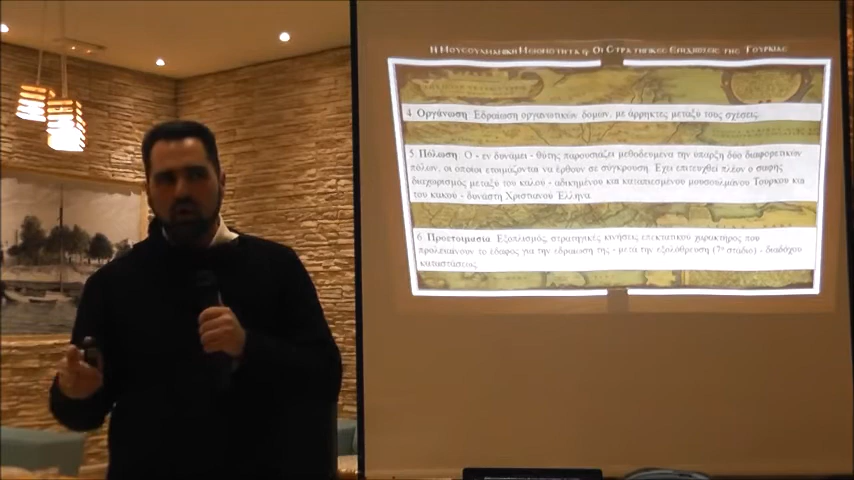 Η Μουσουλμανική Μειονότητα & Οι Στρατηγικές Επιδιώξεις της Τουρκίας
4. Οργάνωση Εδραίωση οργανωτικών δομών, με άρρηκτες μεταξύ τους σχέσεις.
5. Πόλωση Ο - εν δυνάμει - θύτης παρουσιάζει μεθοδευμένα την ύπαρξη δύο διαφορετικών
πόλων, οι οποίοι ετοιμάζονται να έρθουν σε σύγκρουση. Έχει επιτευχθεί πλέον ο σαφής
διαχωρισμός μεταξύ του καλού - αδικημένου και καταπιεσμένου μουσουλμάνου Τούρκου και
του κακού - δυνάστη Χριστιανού Έλληνα.
6. Προετοιμασία Εξοπλισμός, στρατηγικές κινήσεις επεκτατικού χαρακτήρος που
προλειαίνουν το έδαφος για την εδραίωση της - μετά την εξολόθρευση (7ο στάδιο) - διαδόχου
καταστάσεως.